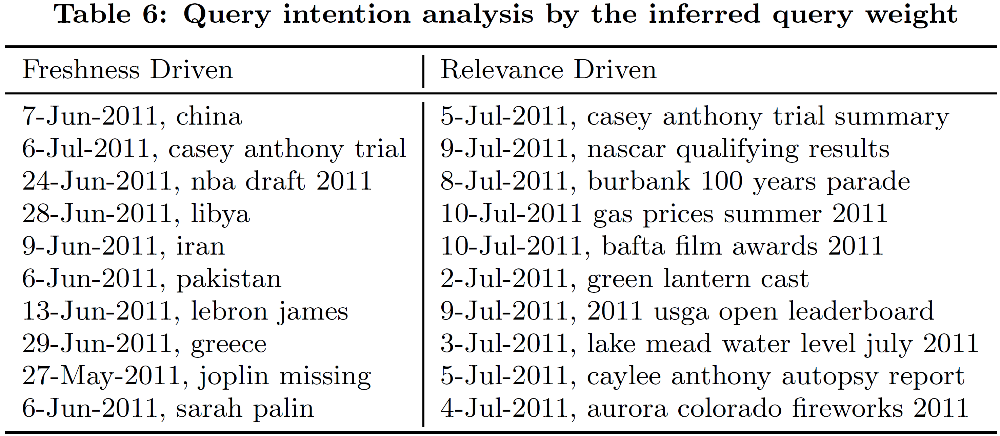 Table 6: Query intention analysis by the inferred query weight
Freshness Driven | Relevance Driven
7-Jun-2011, china | 5-Jul-2011, casey anthony trial summary
6-Jul-2011, casey anthony trial | 9-Jul-2011, nascar qualifying results
24-Jun-2011, nba draft 2011 | 8-Jul-2011, burbank 100 years parade
28-Jun-2011, libya | 10-Jul-2011 gas prices summer 2011
9-Jun-2011, iran | 10-Jul-2011, bafta film awards 2011
6-Jun-2011, pakistan | 2-Jul-2011, green lantern cast
13-Jun-2011, lebron james | 9-Jul-2011, 2011 usga open leaderboard
29-Jun-2011, greece | 3-Jul-2011, lake mead water level july 2011
27-May-2011, joplin missing | 5-Jul-2011, caylee anthony autopsy report
6-Jun-2011, sarah palin | 4-Jul-2011, aurora colorado fireworks 2011